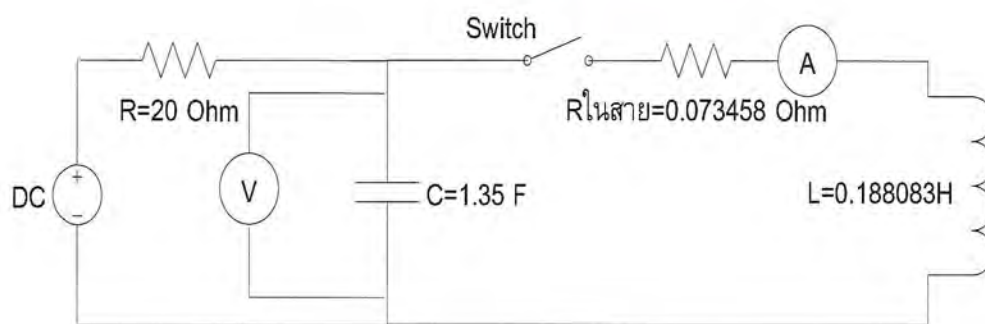 Switch
R=20 Ohm
Rในสาย=0.073458 Ohm
A
DC
+
−
V
C=1.35 F
L=0.188083H